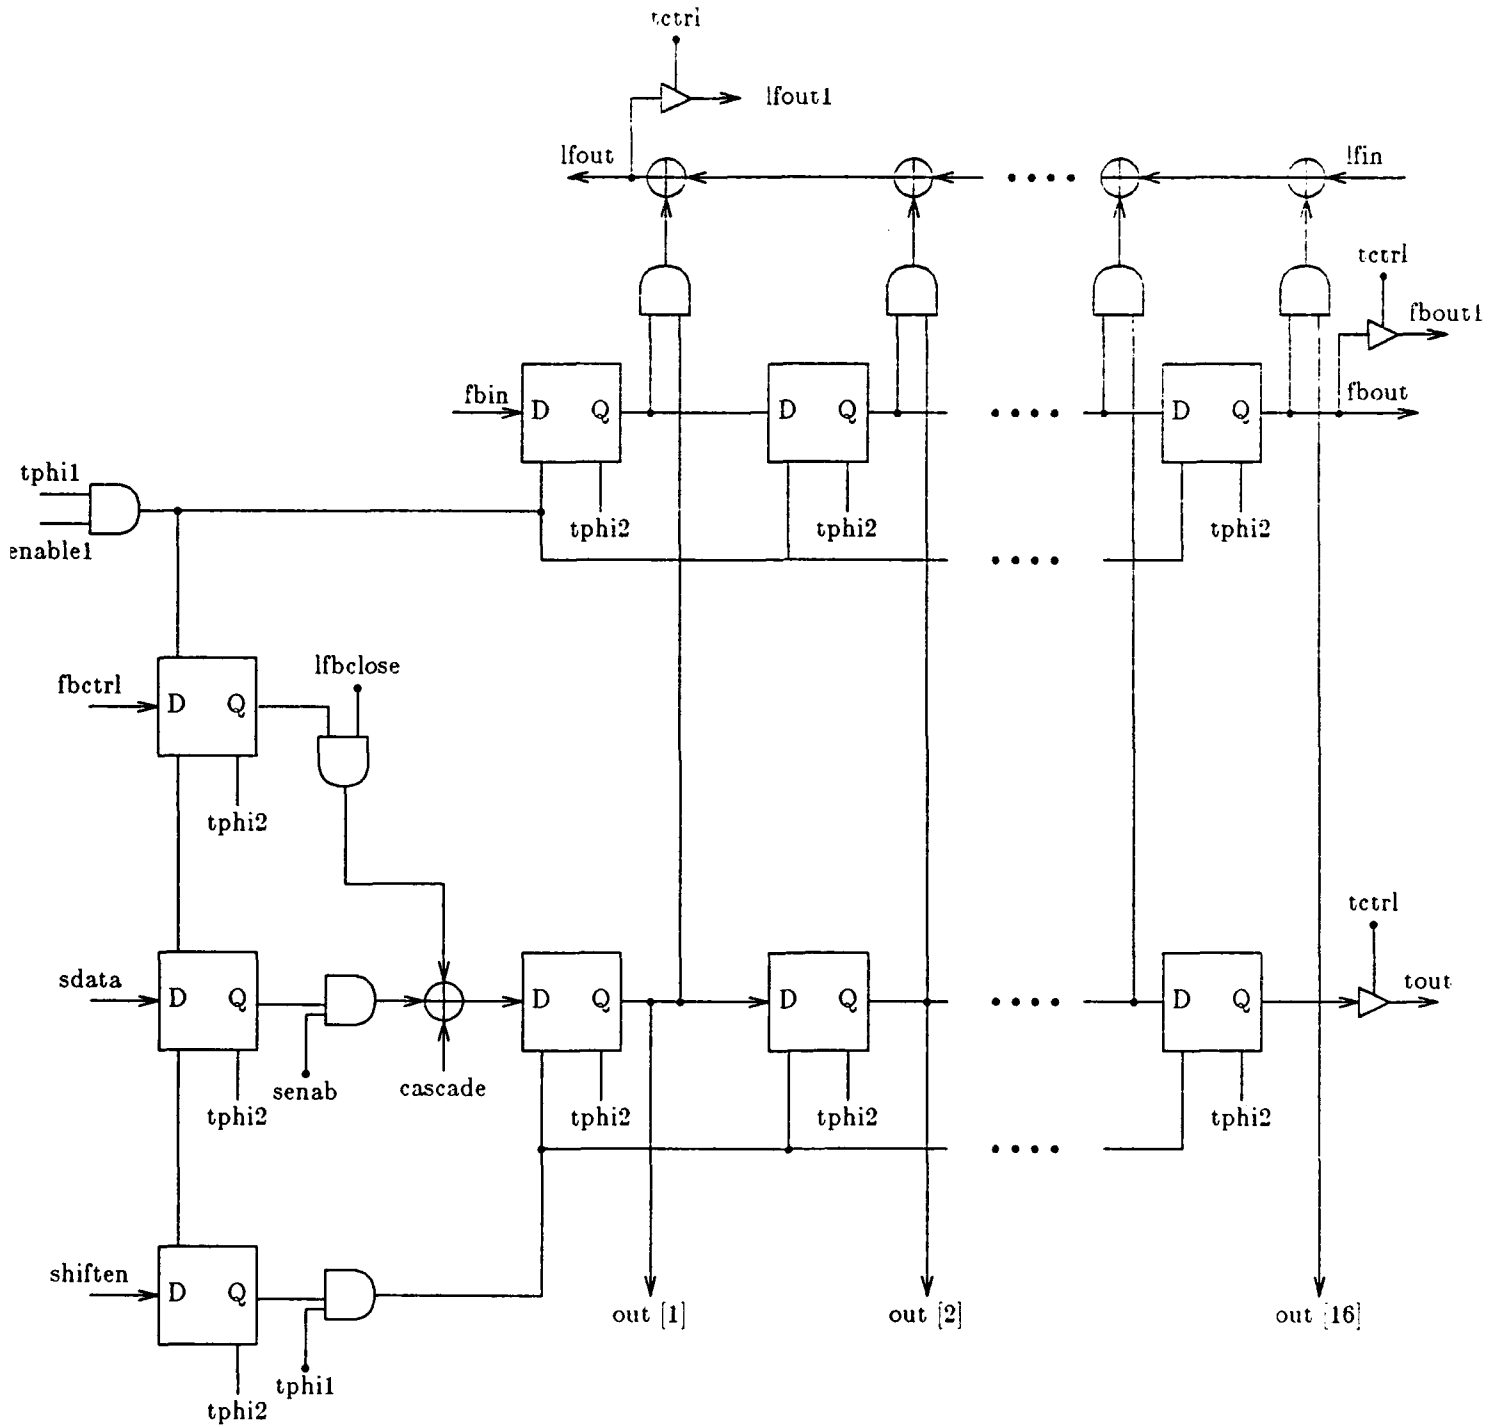 tctrl
lfout1
lfout
lfin
tctrl
fbout1
fbin
D Q
D Q
D Q
fbout
tphi1
enable1
tphi2
tphi2
tphi2
lfbclose
fbctrl
D Q
tphi2
tctrl
sdata
D Q
D Q
D Q
D Q
tout
senab
cascade
tphi2
tphi2
tphi2
tphi2
shiften
D Q
out [1]
out [2]
out [16]
tphi1
tphi2